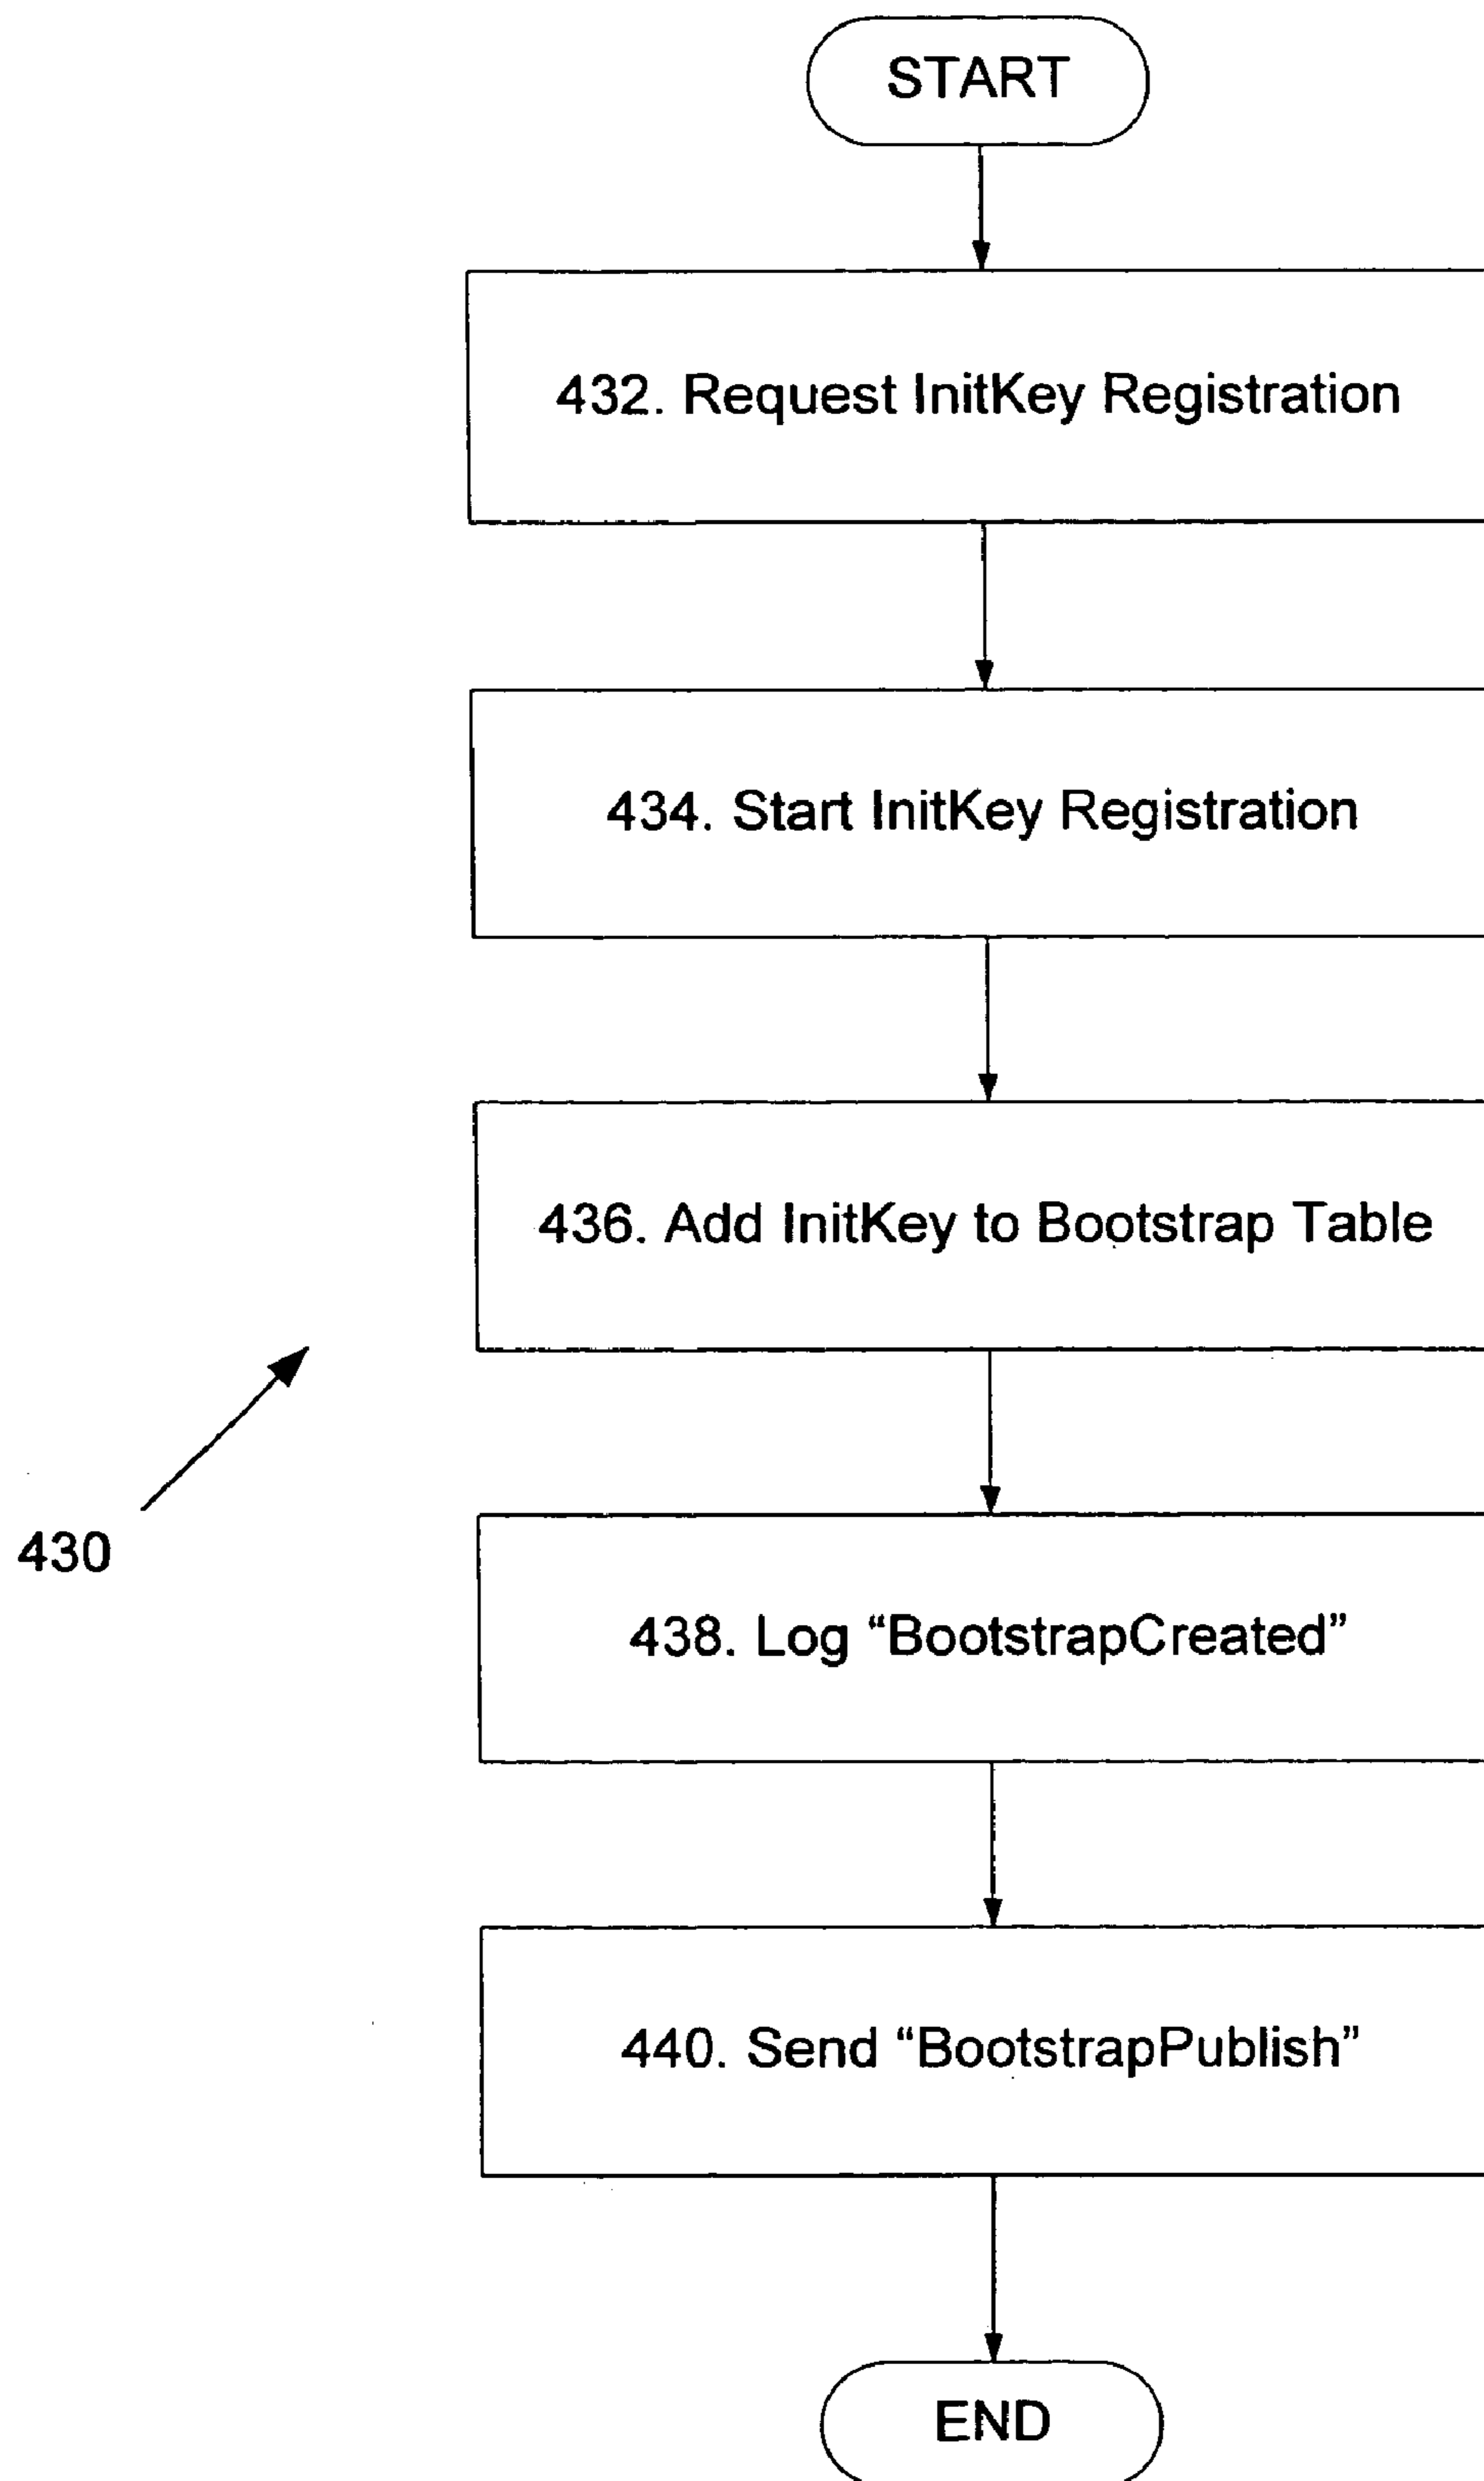 START
432. Request InitKey Registration
434. Start InitKey Registration
436. Add InitKey to Bootstrap Table
430
438. Log “BootstrapCreated”
440. Send “BootstrapPublish”
END